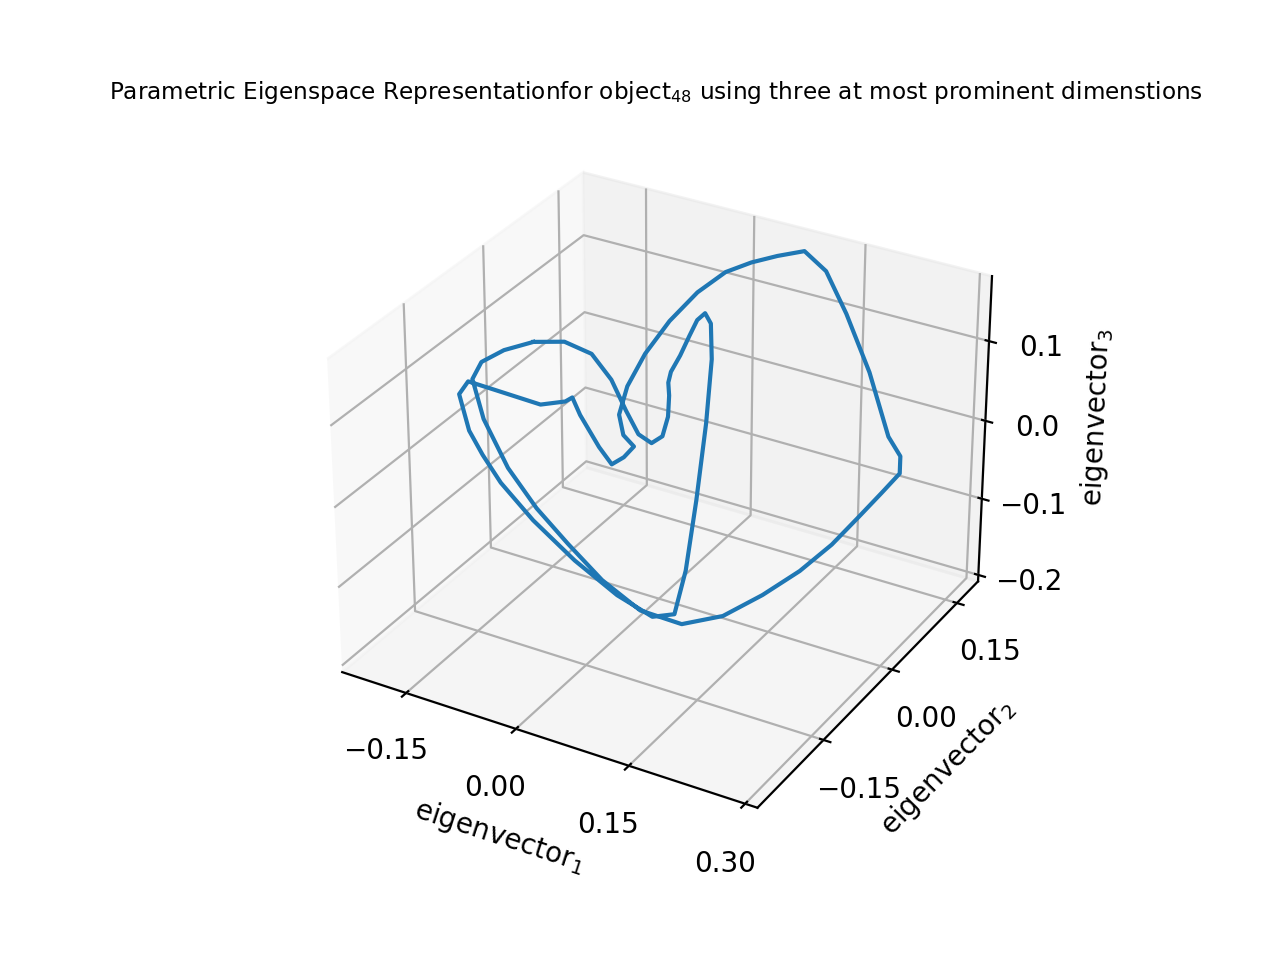 Parametric Eigenspace Representationfor object₄₈ using three at most prominent dimenstions
0.1
0.0
−0.1
−0.2
eigenvector₃
0.15
0.00
−0.15
eigenvector₂
−0.15
0.00
0.15
0.30
eigenvector₁